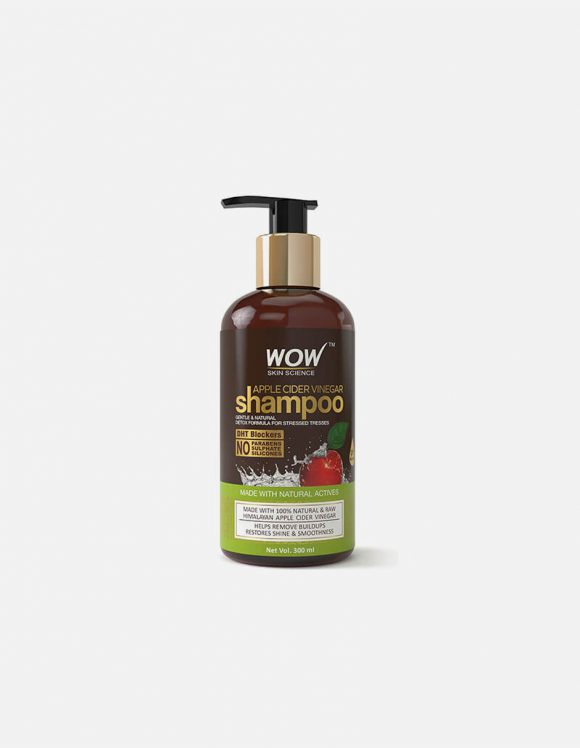 WOW™
SKIN SCIENCE
APPLE CIDER VINEGAR
shampoo
GENTLE & NATURAL
DETOX FORMULA FOR STRESSED TRESSES
DHT Blockers
NO PARABENS
SULPHATE
SILICONES
MADE WITH NATURAL ACTIVES
MADE WITH 100% NATURAL & RAW
HIMALAYAN APPLE CIDER VINEGAR
HELPS REMOVE BUILDUPS
RESTORES SHINE & SMOOTHNESS
Net Vol. 300 ml